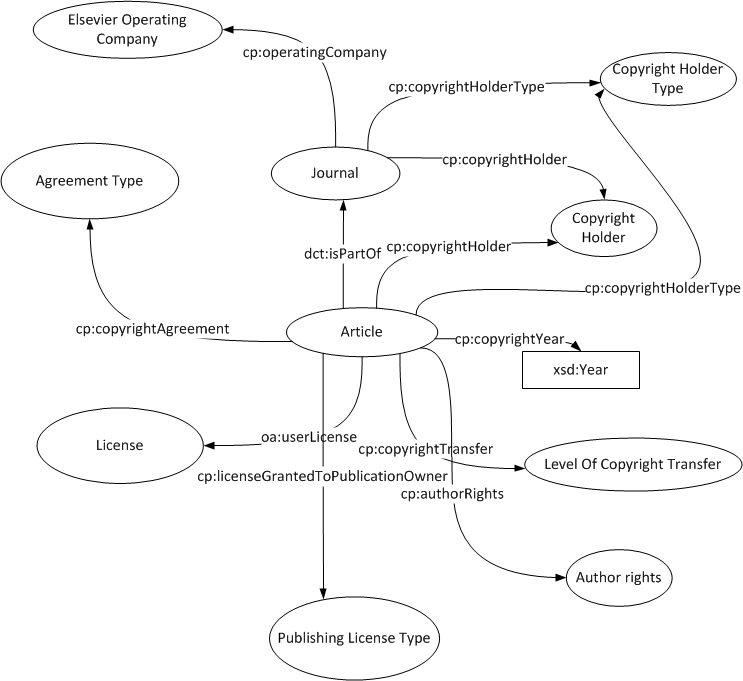 Elsevier Operating
Company
cp:operatingCompany
Copyright Holder
Type
cp:copyrightHolderType
cp:copyrightHolder
Journal
Agreement Type
Copyright
Holder
dct:isPartOf
cp:copyrightHolder
cp:copyrightHolderType
cp:copyrightAgreement
Article
cp:copyrightYear
xsd:Year
oa:userLicense
License
cp:copyrightTransfer
Level Of Copyright Transfer
cp:licenseGrantedToPublicationOwner
cp:authorRights
Author rights
Publishing License Type